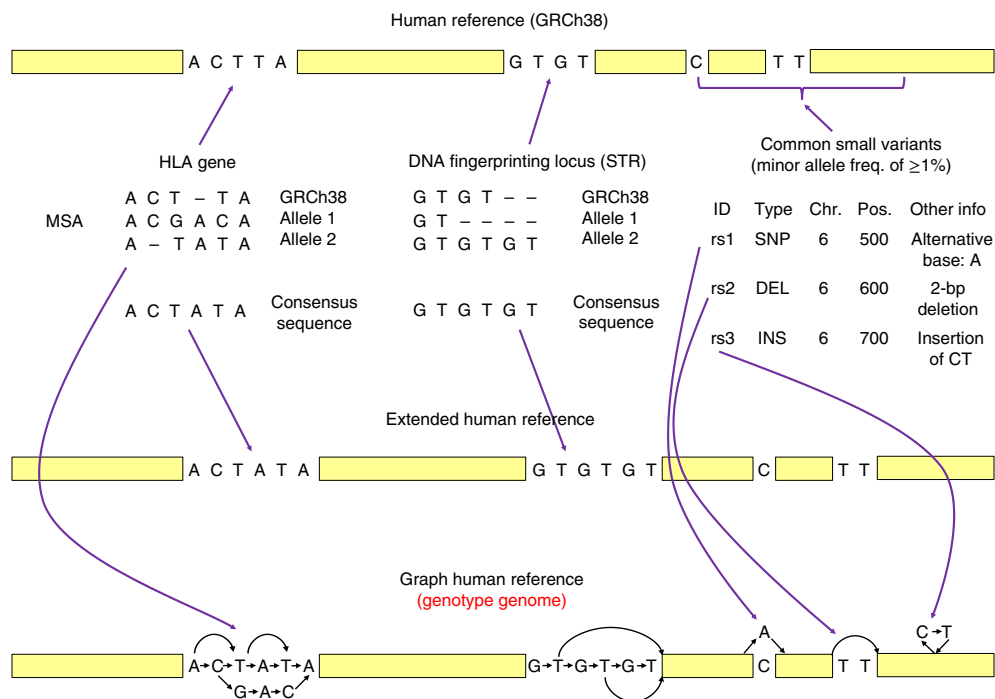 Human reference (GRCh38)
A C T T A G T G T C T T
HLA gene
DNA fingerprinting locus (STR)
Common small variants
(minor allele freq. of ≥1%)
MSA
A C T – T A GRCh38
A C G A C A Allele 1
A – T A T A Allele 2
G T G T – – GRCh38
G T – – – – Allele 1
G T G T G T Allele 2
ID Type Chr. Pos. Other info
rs1 SNP 6 500 Alternative
base: A
rs2 DEL 6 600 2-bp
deletion
rs3 INS 6 700 Insertion
of CT
A C T A T A Consensus
sequence
G T G T G T Consensus
sequence
Extended human reference
A C T A T A G T G T G T C T T
Graph human reference
(genotype genome)
A C T
A C T A T A G T G T G T C T T
G A C